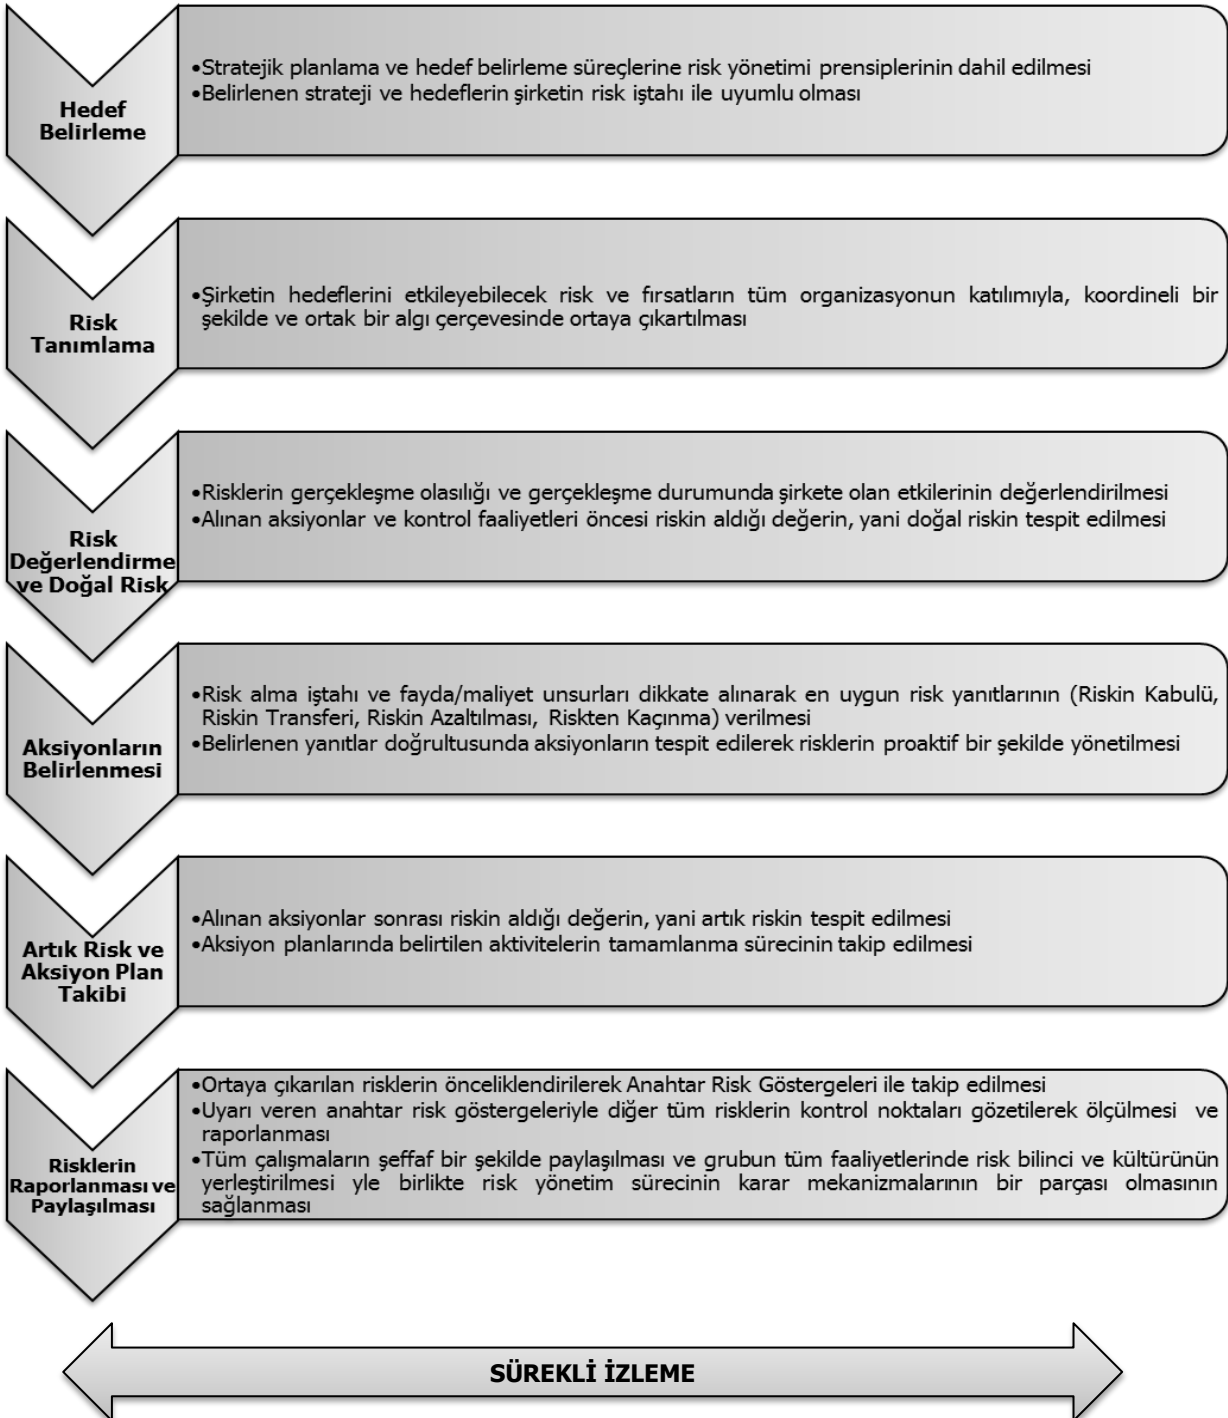 Hedef
Belirleme
•Stratejik planlama ve hedef belirleme süreçlerine risk yönetimi prensiplerinin dahil edilmesi
•Belirlenen strateji ve hedeflerin şirketin risk iştahı ile uyumlu olması
Risk
Tanımlama
•Şirketin hedeflerini etkileyebilecek risk ve fırsatların tüm organizasyonun katılımıyla, koordineli bir
şekilde ve ortak bir algı çerçevesinde ortaya çıkartılması
Risk
Değerlendirme
ve Doğal Risk
•Risklerin gerçekleşme olasılığı ve gerçekleşme durumunda şirkete olan etkilerinin değerlendirilmesi
•Alınan aksiyonlar ve kontrol faaliyetleri öncesi riskin aldığı değerin, yani doğal riskin tespit edilmesi
Aksiyonların
Belirlenmesi
•Risk alma iştahı ve fayda/maliyet unsurları dikkate alınarak en uygun risk yanıtlarının (Riskin Kabulü,
Riskin Transferi, Riskin Azaltılması, Riskten Kaçınma) verilmesi
•Belirlenen yanıtlar doğrultusunda aksiyonların tespit edilerek risklerin proaktif bir şekilde yönetilmesi
Artık Risk ve
Aksiyon Plan
Takibi
•Alınan aksiyonlar sonrası riskin aldığı değerin, yani artık riskin tespit edilmesi
•Aksiyon planlarında belirtilen aktivitelerin tamamlanma sürecinin takip edilmesi
Risklerin
Raporlanması ve
Paylaşılması
•Ortaya çıkarılan risklerin önceliklendirilerek Anahtar Risk Göstergeleri ile takip edilmesi
•Uyarı veren anahtar risk göstergeleriyle diğer tüm risklerin kontrol noktaları gözetilerek ölçülmesi ve
raporlanması
•Tüm çalışmaların şeffaf bir şekilde paylaşılması ve grubun tüm faaliyetlerinde risk bilinci ve kültürünün
yerleştirilmesi yle birlikte risk yönetim sürecinin karar mekanizmalarının bir parçası olmasının
sağlanması
SÜREKLİ İZLEME